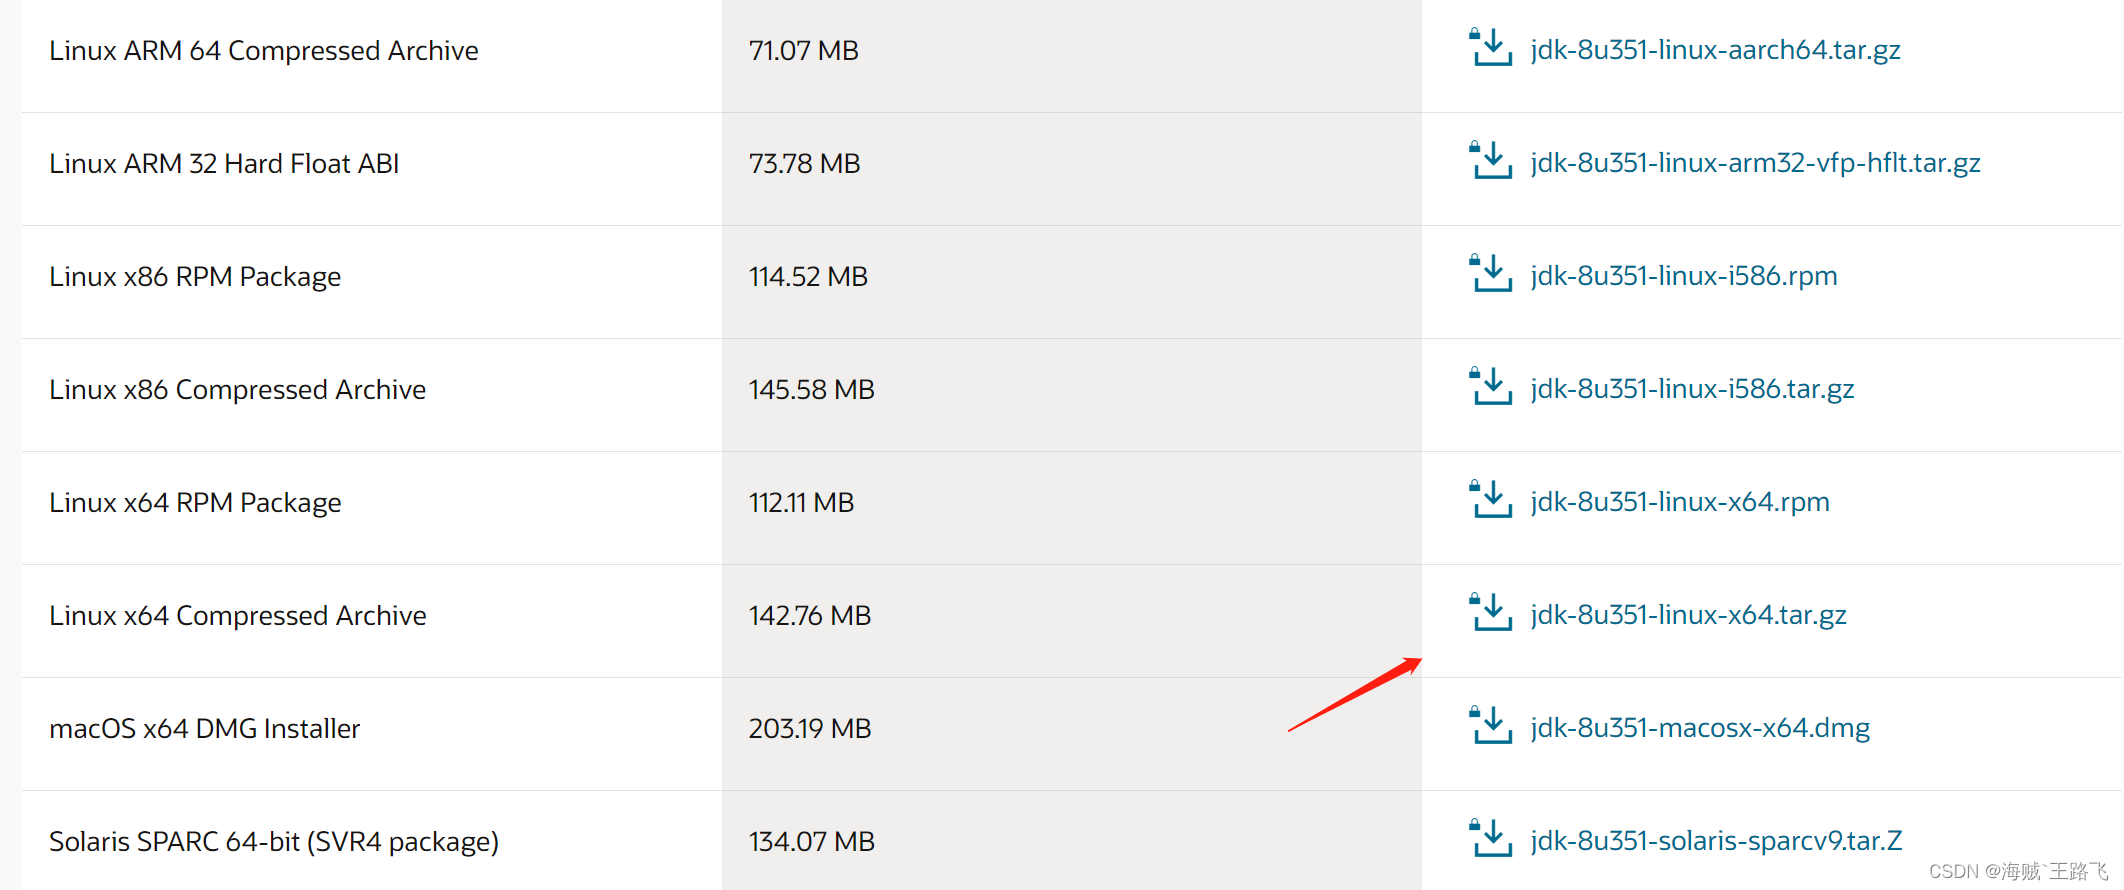 Linux ARM 64 Compressed Archive 71.07 MB jdk-8u351-linux-aarch64.tar.gz
Linux ARM 32 Hard Float ABI 73.78 MB jdk-8u351-linux-arm32-vfp-hflt.tar.gz
Linux x86 RPM Package 114.52 MB jdk-8u351-linux-i586.rpm
Linux x86 Compressed Archive 145.58 MB jdk-8u351-linux-i586.tar.gz
Linux x64 RPM Package 112.11 MB jdk-8u351-linux-x64.rpm
Linux x64 Compressed Archive 142.76 MB jdk-8u351-linux-x64.tar.gz
macOS x64 DMG Installer 203.19 MB jdk-8u351-macosx-x64.dmg
Solaris SPARC 64-bit (SVR4 package) 134.07 MB jdk-8u351-solaris-sparcv9.tar.Z
CSDN @海贼`王路飞